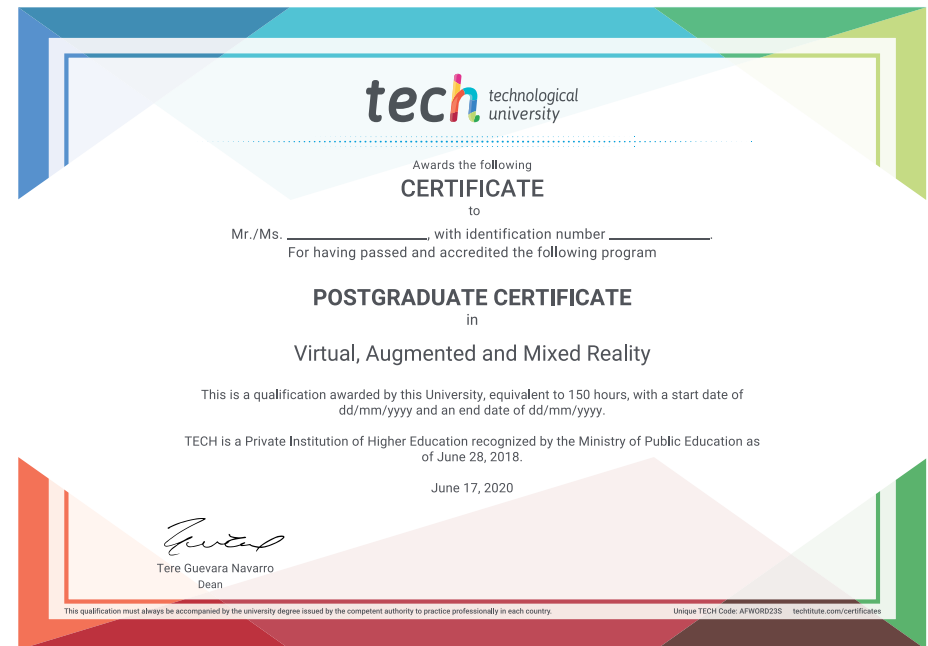 tech technological
university
Awards the following
CERTIFICATE
to
Mr./Ms. ____________________, with identification number ______________.
For having passed and accredited the following program
POSTGRADUATE CERTIFICATE
in
Virtual, Augmented and Mixed Reality
This is a qualification awarded by this University, equivalent to 150 hours, with a start date of
dd/mm/yyyy and an end date of dd/mm/yyyy.
TECH is a Private Institution of Higher Education recognized by the Ministry of Public Education as
of June 28, 2018.
June 17, 2020
Tere Guevara Navarro
Dean
This qualification must always be accompanied by the university degree issued by the competent authority to practice professionally in each country.
Unique TECH Code: AFWORD23S techtitute.com/certificates